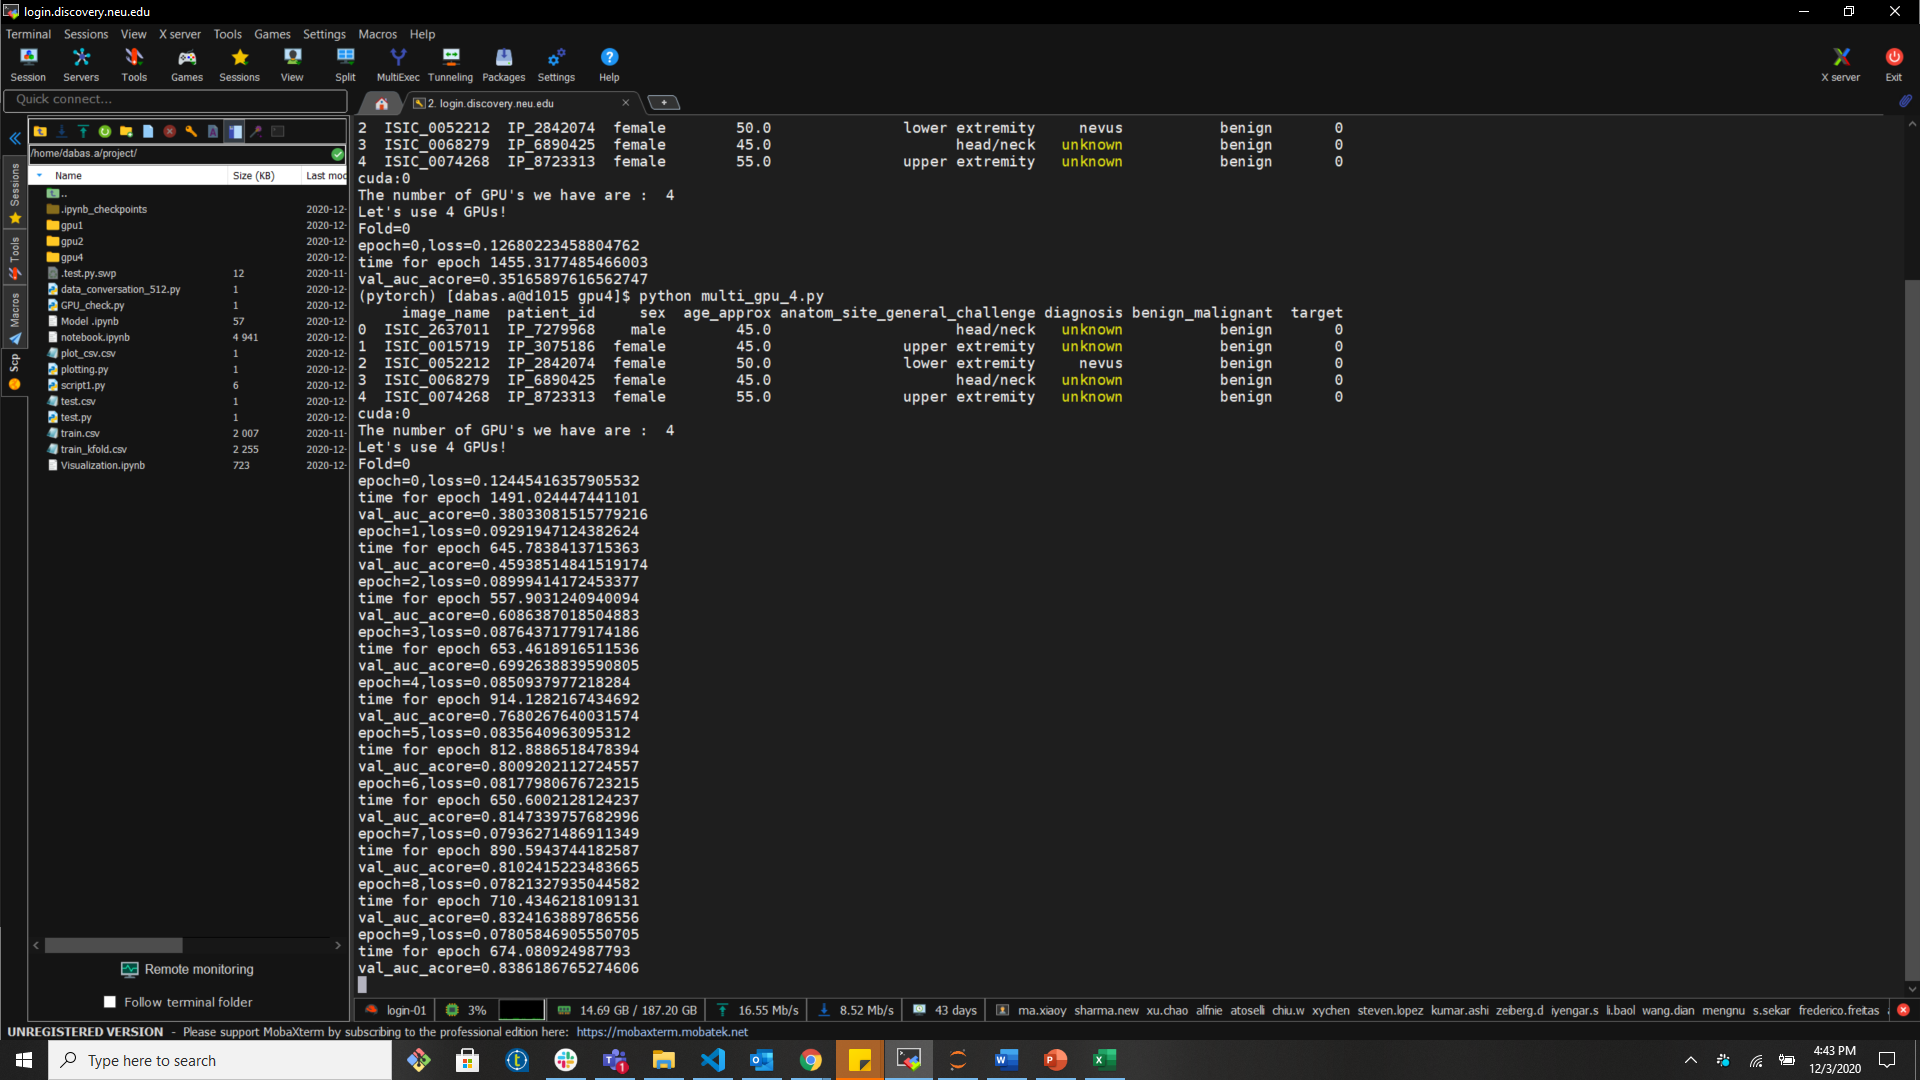 login.discovery.neu.edu
Terminal Sessions View X server Tools Games Settings Macros Help
Session Servers Tools Games Sessions View Split MultiExec Tunneling Packages Settings Help X server Exit
Quick connect...
2. login.discovery.neu.edu
/home/dabas.a/project/
Name Size (KB) Last mod
..
.ipynb_checkpoints 2020-12-
gpu1 2020-12-
gpu2 2020-12-
gpu4 2020-12-
.test.py.swp 12 2020-11-
data_conversation_512.py 1 2020-12-
GPU_check.py 1 2020-12-
Model .ipynb 57 2020-12-
notebook.ipynb 4 941 2020-12-
plot_csv.csv 1 2020-12-
plotting.py 1 2020-12-
script1.py 6 2020-12-
test.csv 1 2020-12-
test.py 1 2020-12-
train.csv 2 007 2020-11-
train_kfold.csv 2 255 2020-12-
Visualization.ipynb 723 2020-12-
Sessions
Tools
Macros
Scp
Remote monitoring
Follow terminal folder
2 ISIC_0052212 IP_2842074 female 50.0 lower extremity nevus benign 0
3 ISIC_0068279 IP_6890425 female 45.0 head/neck unknown benign 0
4 ISIC_0074268 IP_8723313 female 55.0 upper extremity unknown benign 0
cuda:0
The number of GPU's we have are : 4
Let's use 4 GPUs!
Fold=0
epoch=0,loss=0.12680223458804762
time for epoch 1455.3177485466003
val_auc_acore=0.35165897616562747
(pytorch) [dabas.a@d1015 gpu4]$ python multi_gpu_4.py
image_name patient_id sex age_approx anatom_site_general_challenge diagnosis benign_malignant target
0 ISIC_2637011 IP_7279968 male 45.0 head/neck unknown benign 0
1 ISIC_0015719 IP_3075186 female 45.0 upper extremity unknown benign 0
2 ISIC_0052212 IP_2842074 female 50.0 lower extremity nevus benign 0
3 ISIC_0068279 IP_6890425 female 45.0 head/neck unknown benign 0
4 ISIC_0074268 IP_8723313 female 55.0 upper extremity unknown benign 0
cuda:0
The number of GPU's we have are : 4
Let's use 4 GPUs!
Fold=0
epoch=0,loss=0.12445416357905532
time for epoch 1491.024447441101
val_auc_acore=0.38033081515779216
epoch=1,loss=0.09291947124382624
time for epoch 645.7838413715363
val_auc_acore=0.45938514841519174
epoch=2,loss=0.08999414172453377
time for epoch 557.9031240940094
val_auc_acore=0.6086387018504883
epoch=3,loss=0.08764371779174186
time for epoch 653.4618916511536
val_auc_acore=0.6992638839590805
epoch=4,loss=0.0850937977218284
time for epoch 914.1282167434692
val_auc_acore=0.7680267640031574
epoch=5,loss=0.0835640963095312
time for epoch 812.8886518478394
val_auc_acore=0.8009202112724557
epoch=6,loss=0.08177980676723215
time for epoch 650.6002128124237
val_auc_acore=0.8147339757682996
epoch=7,loss=0.07936271486911349
time for epoch 890.5943744182587
val_auc_acore=0.8102415223483665
epoch=8,loss=0.07821327935044582
time for epoch 710.4346218109131
val_auc_acore=0.8324163889786556
epoch=9,loss=0.07805846905550705
time for epoch 674.080924987793
val_auc_acore=0.8386186765274606
login-01 3% 14.69 GB / 187.20 GB 16.55 Mb/s 8.52 Mb/s 43 days ma.xiaoy sharma.new xu.chao alfnie atoselli chiu.w xychen steven.lopez kumar.ashi zeiberg.d iyengar.s li.baol wang.dian mengnu s.sekar frederico.freitas
UNREGISTERED VERSION - Please support MobaXterm by subscribing to the professional edition here: https://mobaxterm.mobatek.net
Type here to search
4:43 PM
12/3/2020